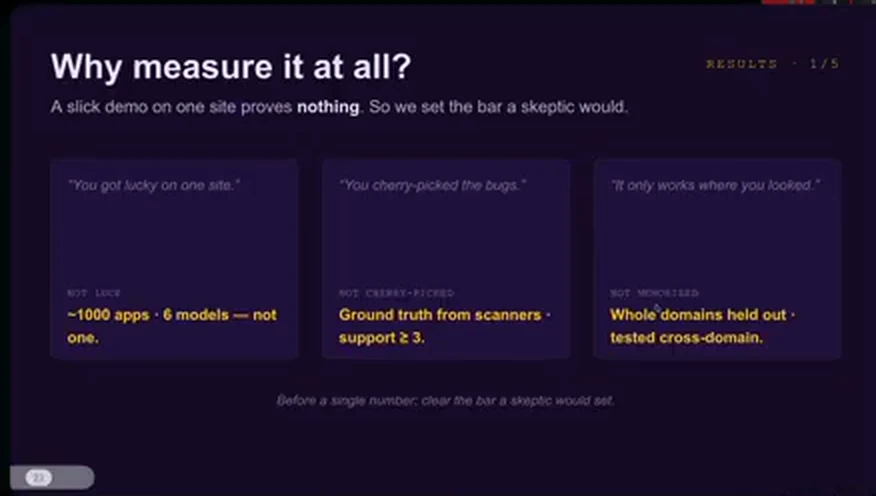 Why measure it at all?
RESULTS · 1/5
A slick demo on one site proves nothing. So we set the bar a skeptic would.
"You got lucky on one site."
NOT LUCK
~1000 apps · 6 models — not
one.
"You cherry-picked the bugs."
NOT CHERRY-PICKED
Ground truth from scanners ·
support ≥ 3.
"It only works where you looked."
NOT MEMORIZED
Whole domains held out ·
tested cross-domain.
Before a single number: clear the bar a skeptic would set.